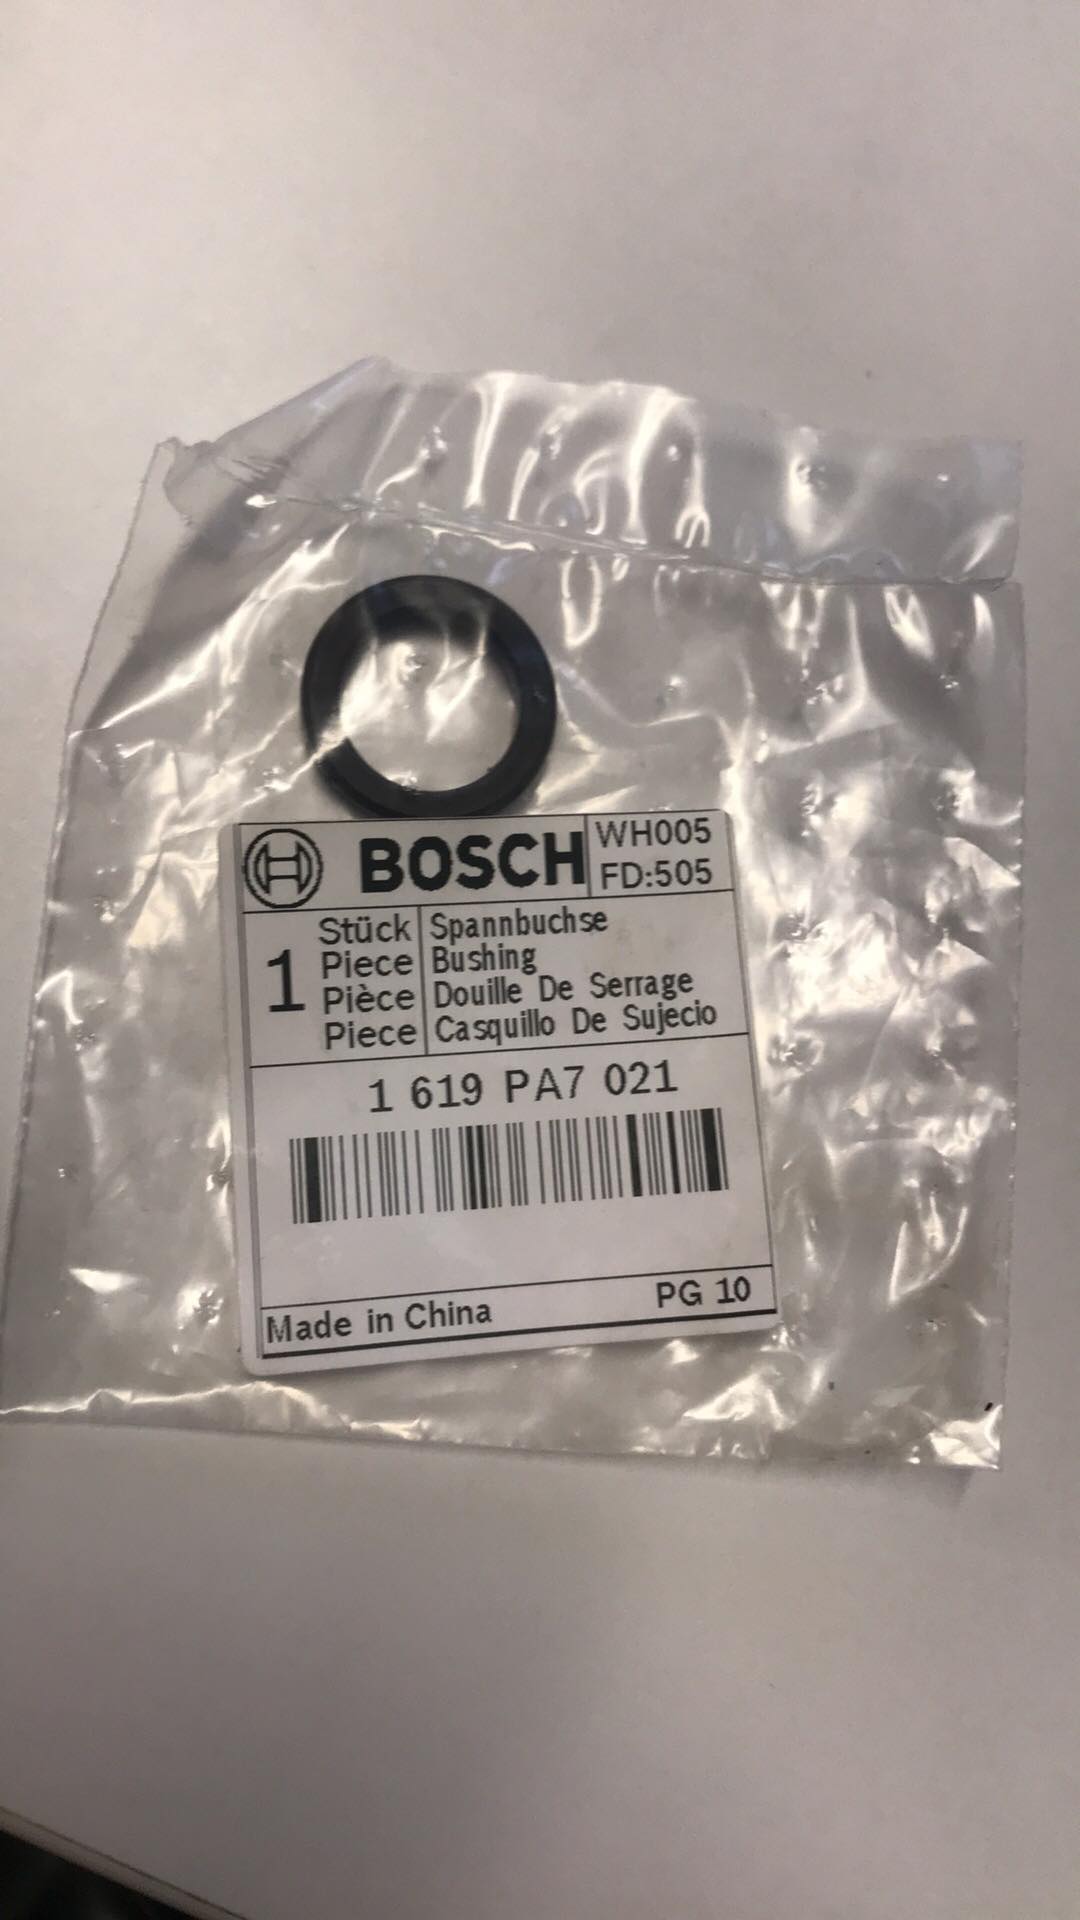 BOSCH
WH005
FD:505
1
Stück
Piece
Pièce
Piece
Spannbuchse
Bushing
Douille De Serrage
Casquillo De Sujecio
1 619 PA7 021
Made in China
PG 10